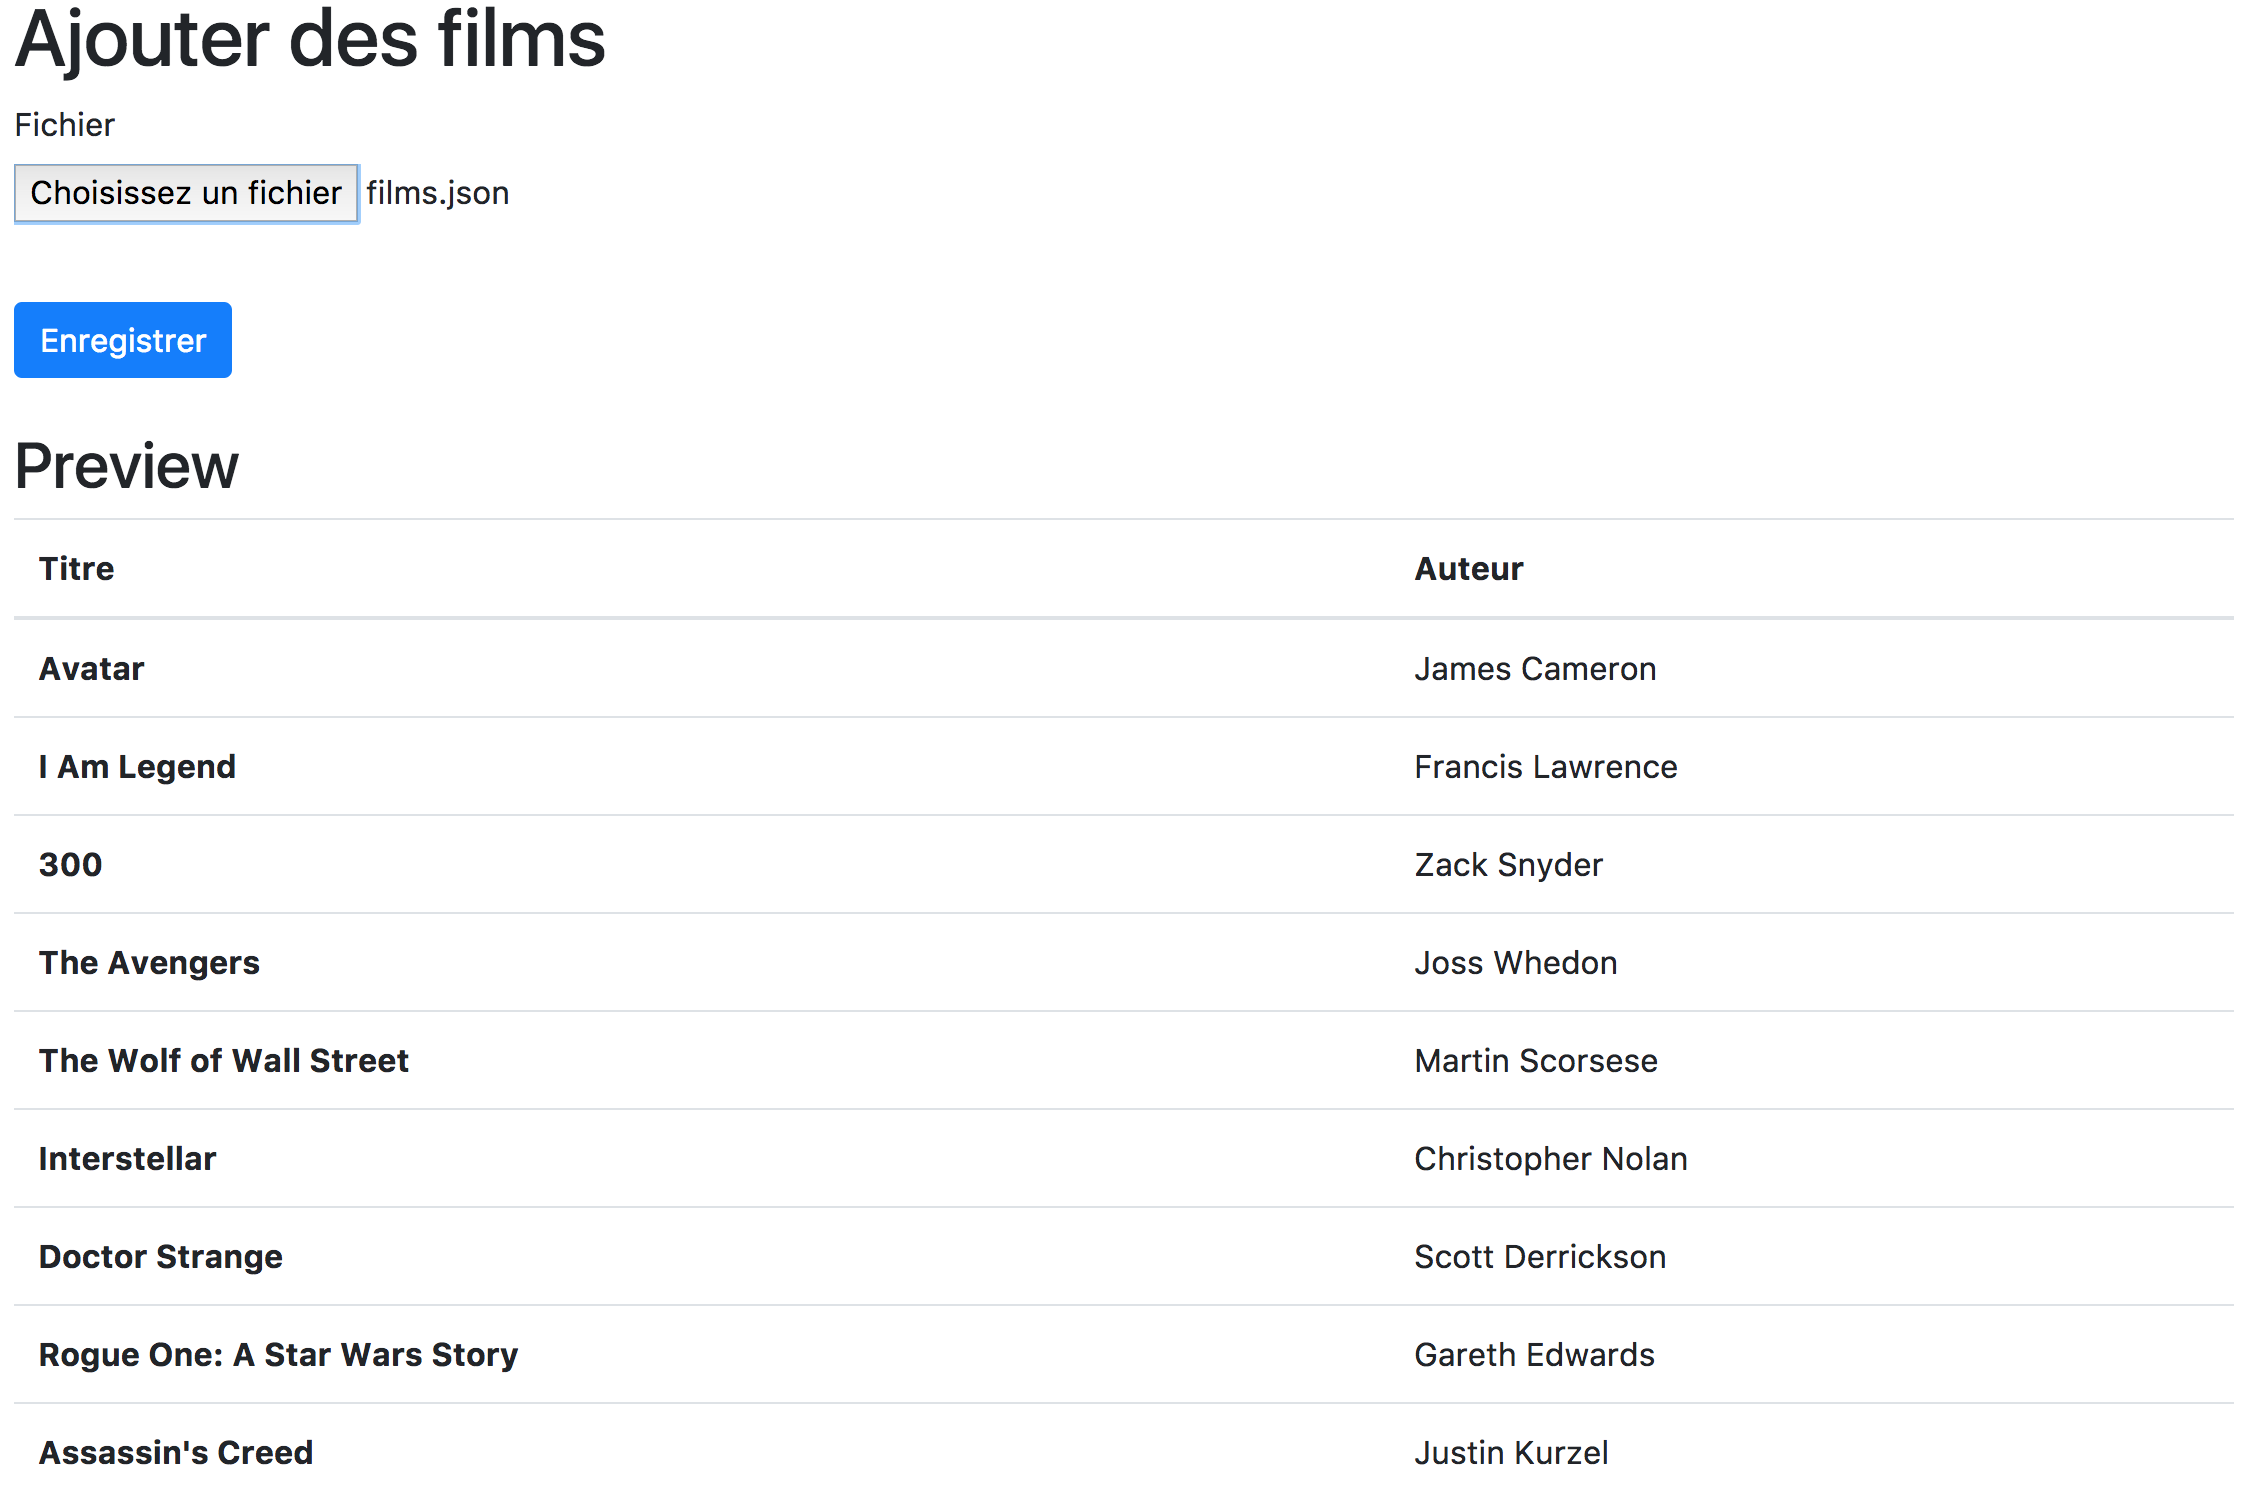 Ajouter des films
Fichier
Choisissez un fichier films.json
Enregistrer
Preview
Titre Auteur
Avatar James Cameron
I Am Legend Francis Lawrence
300 Zack Snyder
The Avengers Joss Whedon
The Wolf of Wall Street Martin Scorsese
Interstellar Christopher Nolan
Doctor Strange Scott Derrickson
Rogue One: A Star Wars Story Gareth Edwards
Assassin's Creed Justin Kurzel